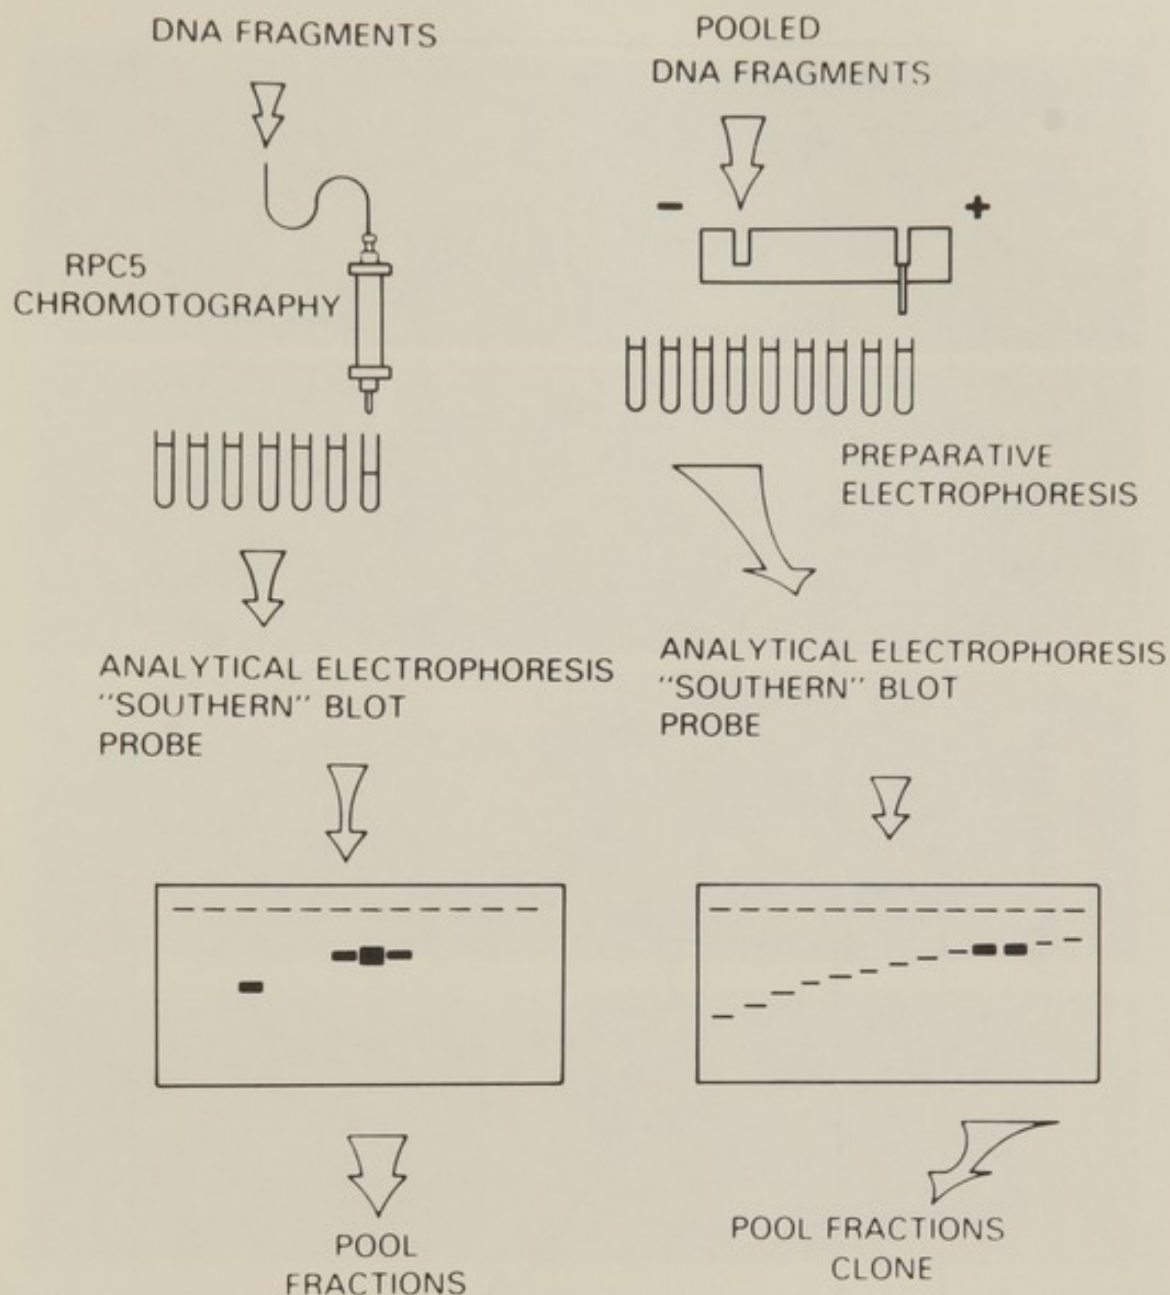 DNA FRAGMENTS
RPC5
CHROMOTOGRAPHY
ANALYTICAL ELECTROPHORESIS
"SOUTHERN" BLOT
PROBE
POOL
FRACTIONS
POOLED
DNA FRAGMENTS
- +
PREPARATIVE
ELECTROPHORESIS
ANALYTICAL ELECTROPHORESIS
"SOUTHERN" BLOT
PROBE
POOL FRACTIONS
CLONE